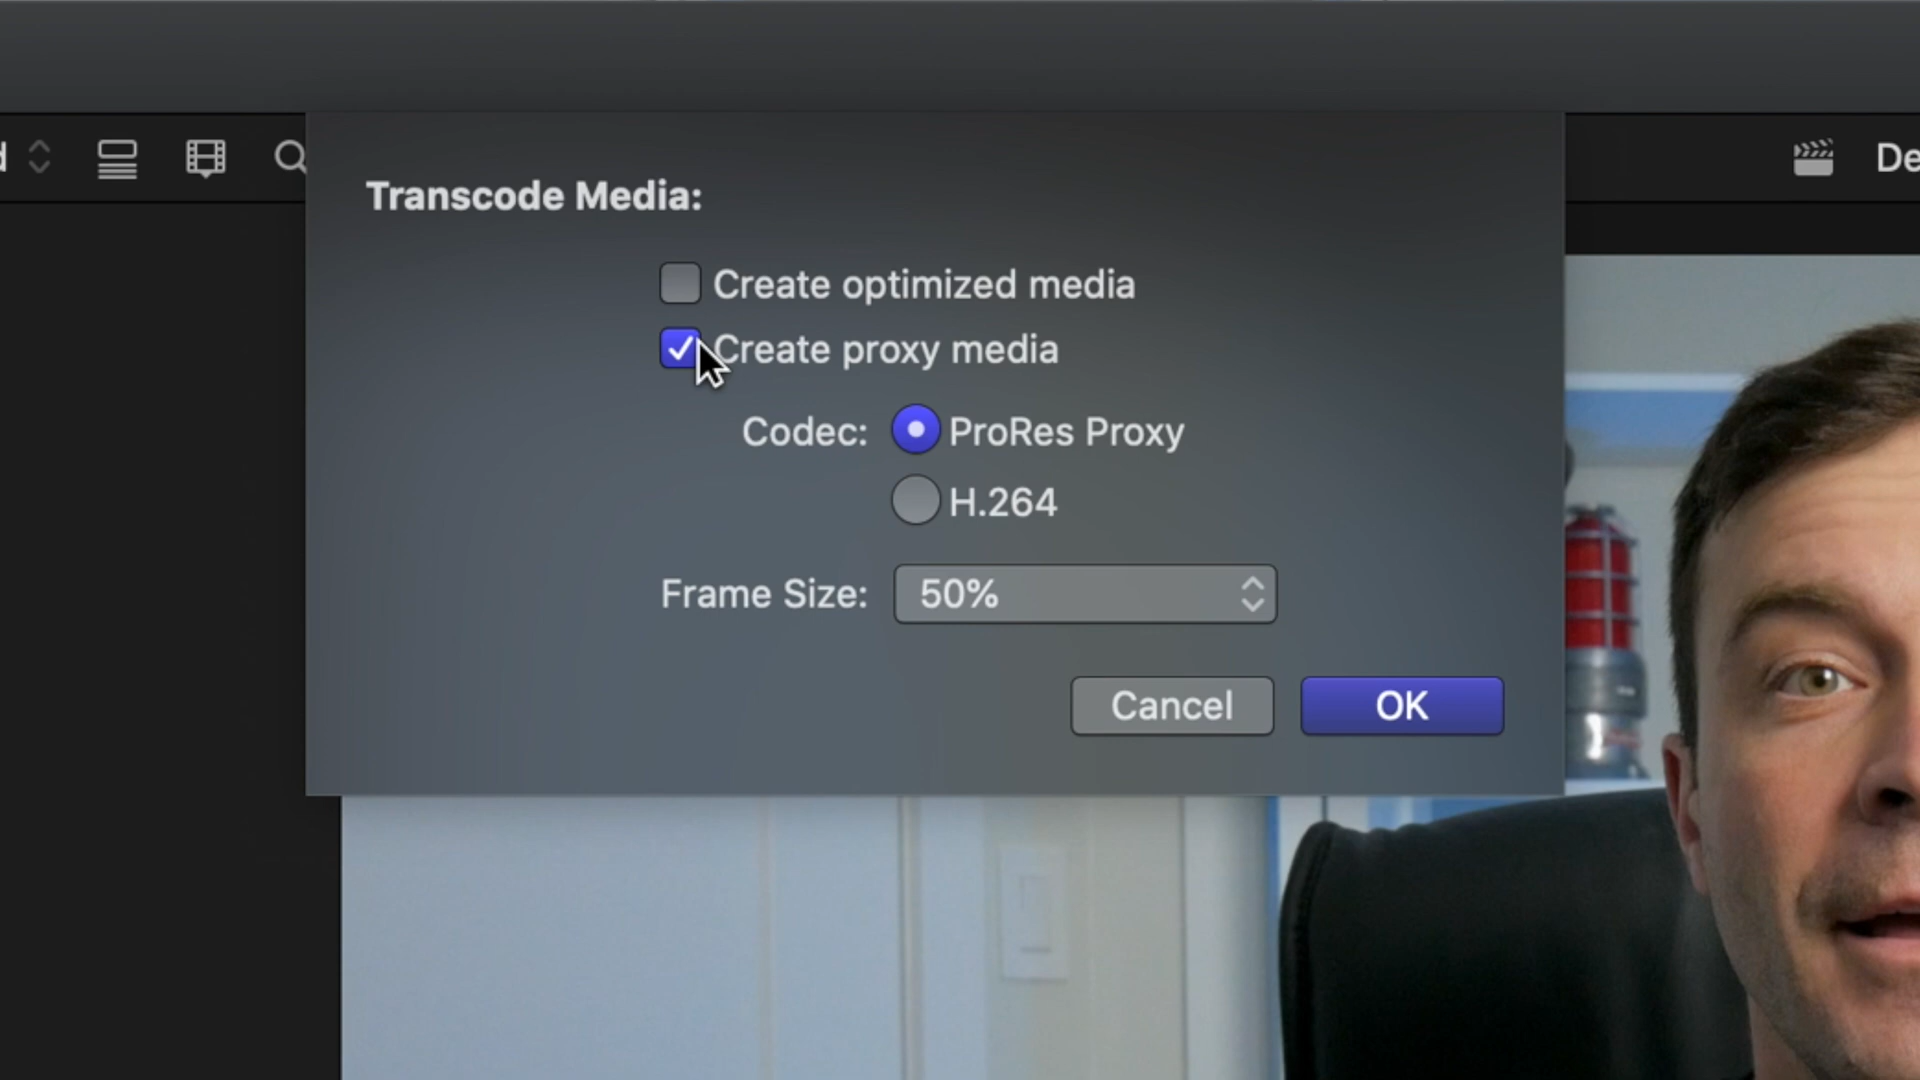 Transcode Media:
Create optimized media
Create proxy media
Codec: ProRes Proxy
H.264
Frame Size: 50%
Cancel OK